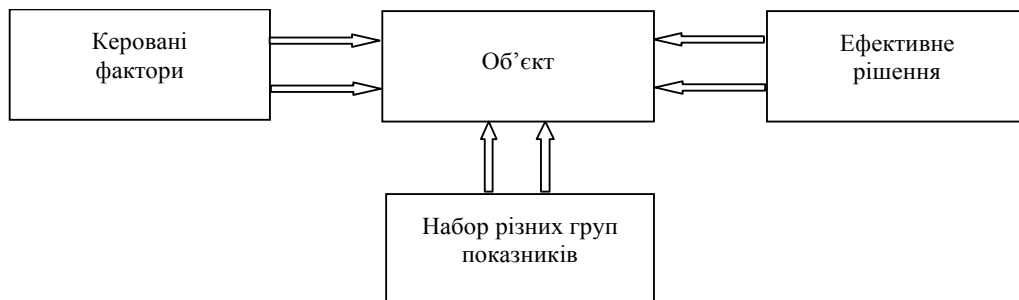 Керовані
фактори
Об’єкт
Ефективне
рішення
Набор різних груп
показників